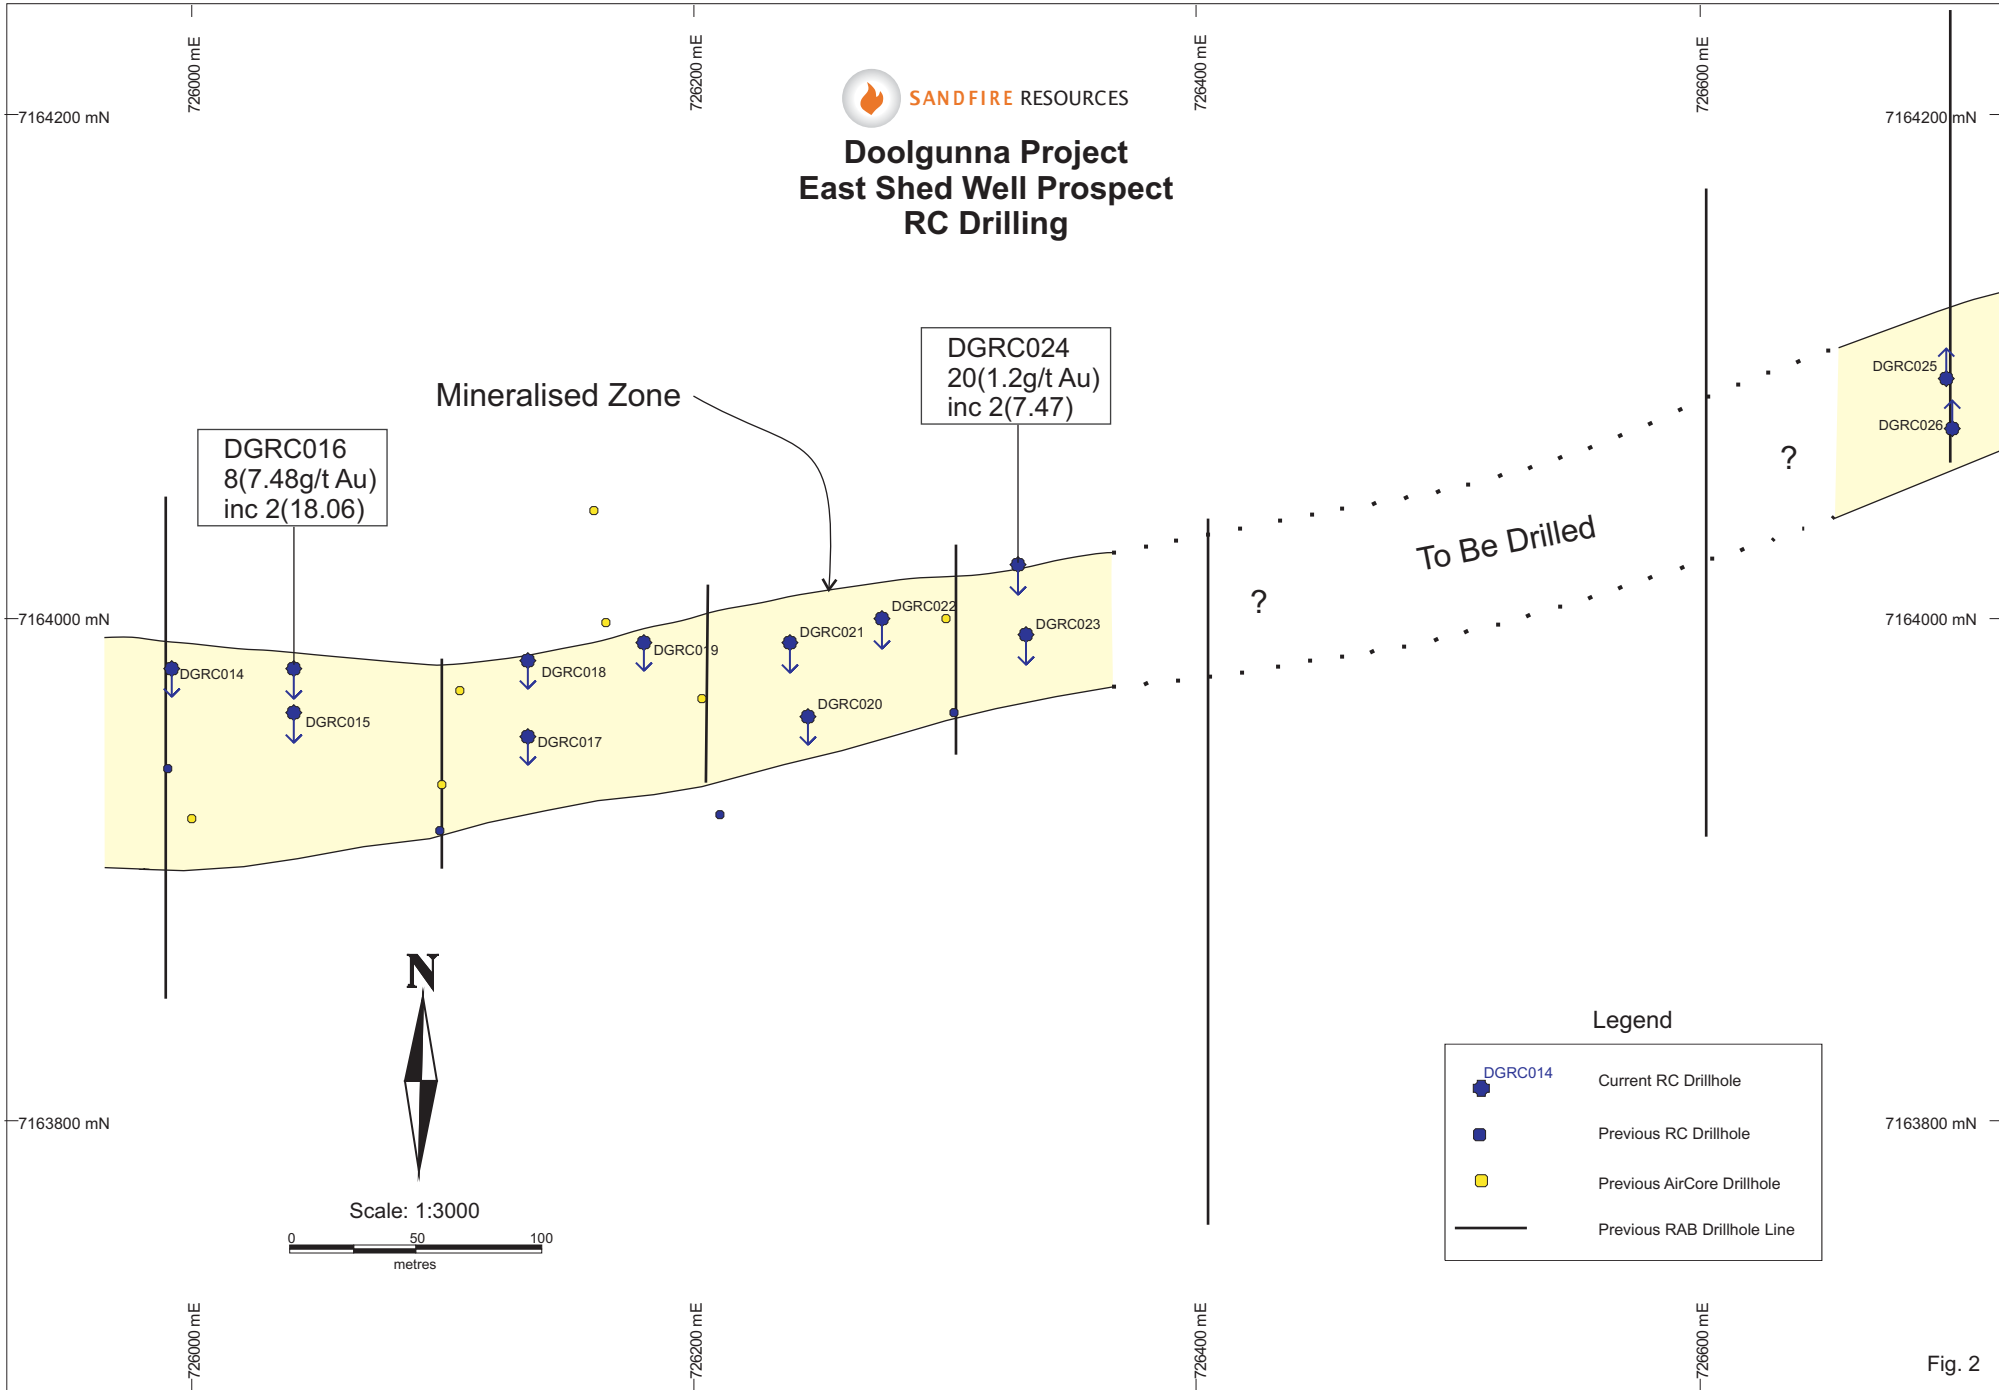 726000 mE
726200 mE
726400 mE
726600 mE
7164200 mN
7164200 mN
SANDFIRE RESOURCES
Doolgunna Project
East Shed Well Prospect
RC Drilling
DGRC024
20(1.2g/t Au)
inc 2(7.47)
Mineralised Zone
DGRC016
8(7.48g/t Au)
inc 2(18.06)
DGRC025
DGRC026
?
To Be Drilled
?
7164000 mN
7164000 mN
DGRC014
DGRC015
DGRC018
DGRC017
DGRC019
DGRC021
DGRC020
DGRC022
DGRC023
N
Scale: 1:3000
0 50 100
metres
7163800 mN
7163800 mN
Legend
DGRC014
Current RC Drillhole
Previous RC Drillhole
Previous AirCore Drillhole
Previous RAB Drillhole Line
726000 mE
726200 mE
726400 mE
726600 mE
Fig. 2